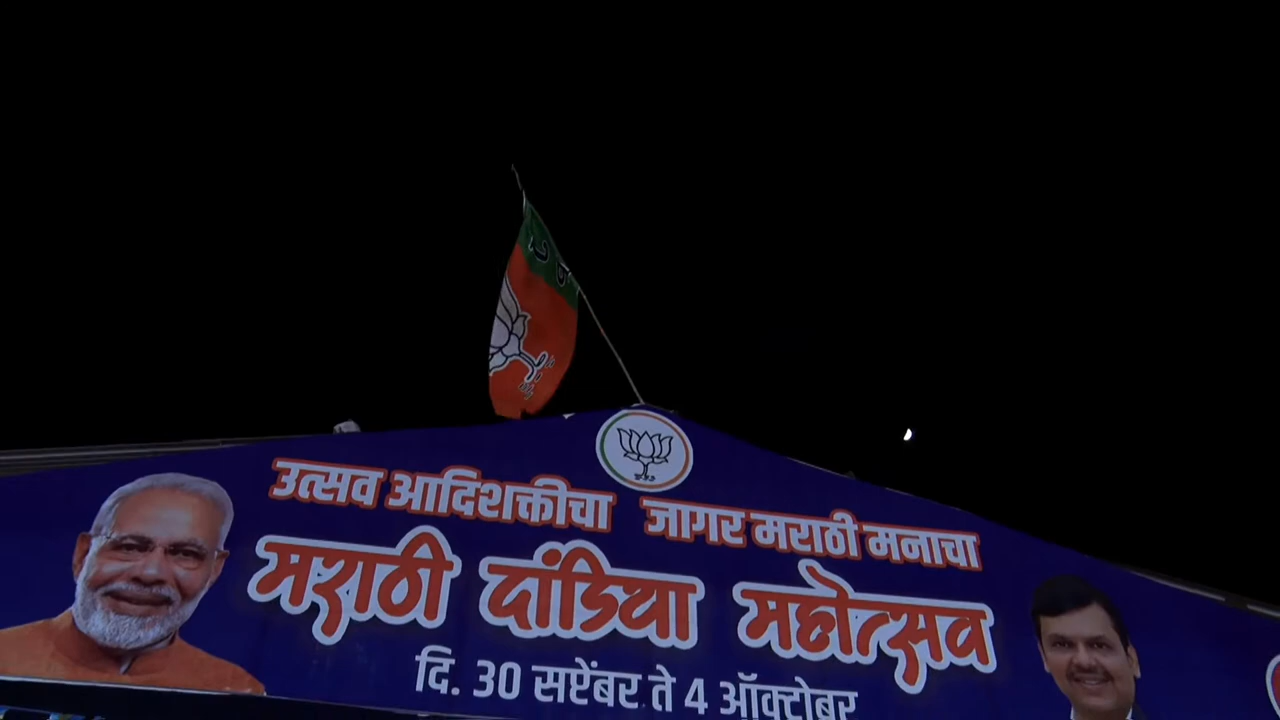 उत्सव आदिशक्तीचा जागर मराठी मनाचा
मराठी दांडिया महोत्सव
दि. 30 सप्टेंबर ते 4 ऑक्टोबर